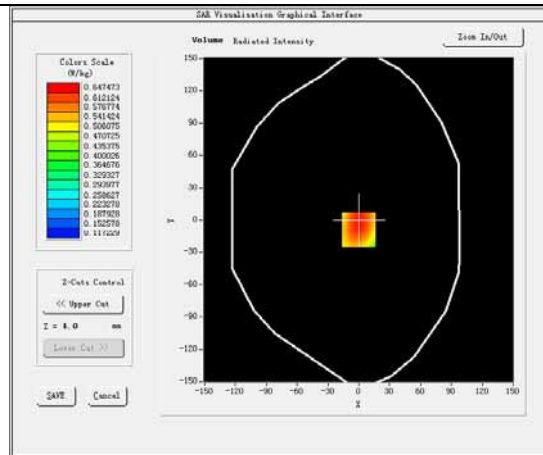 SAR Visualisation Graphical Interface
Volume Radiated Intensity
Zoom In/Out
Colors Scale
(W/kg)
0.647473
0.612124
0.576774
0.541424
0.506075
0.470725
0.435375
0.400026
0.364676
0.329327
0.293977
0.258627
0.223278
0.187928
0.152578
0.117229
Z-Cuts Control
<< Upper Cut
Z = 4.0 mm
Lower Cut >>
SAVE Cancel
150
120
90
60
30
0
-30
-60
-90
-120
-150
Y
-150 -120 -90 -60 -30 0 30 60 90 120 150
X